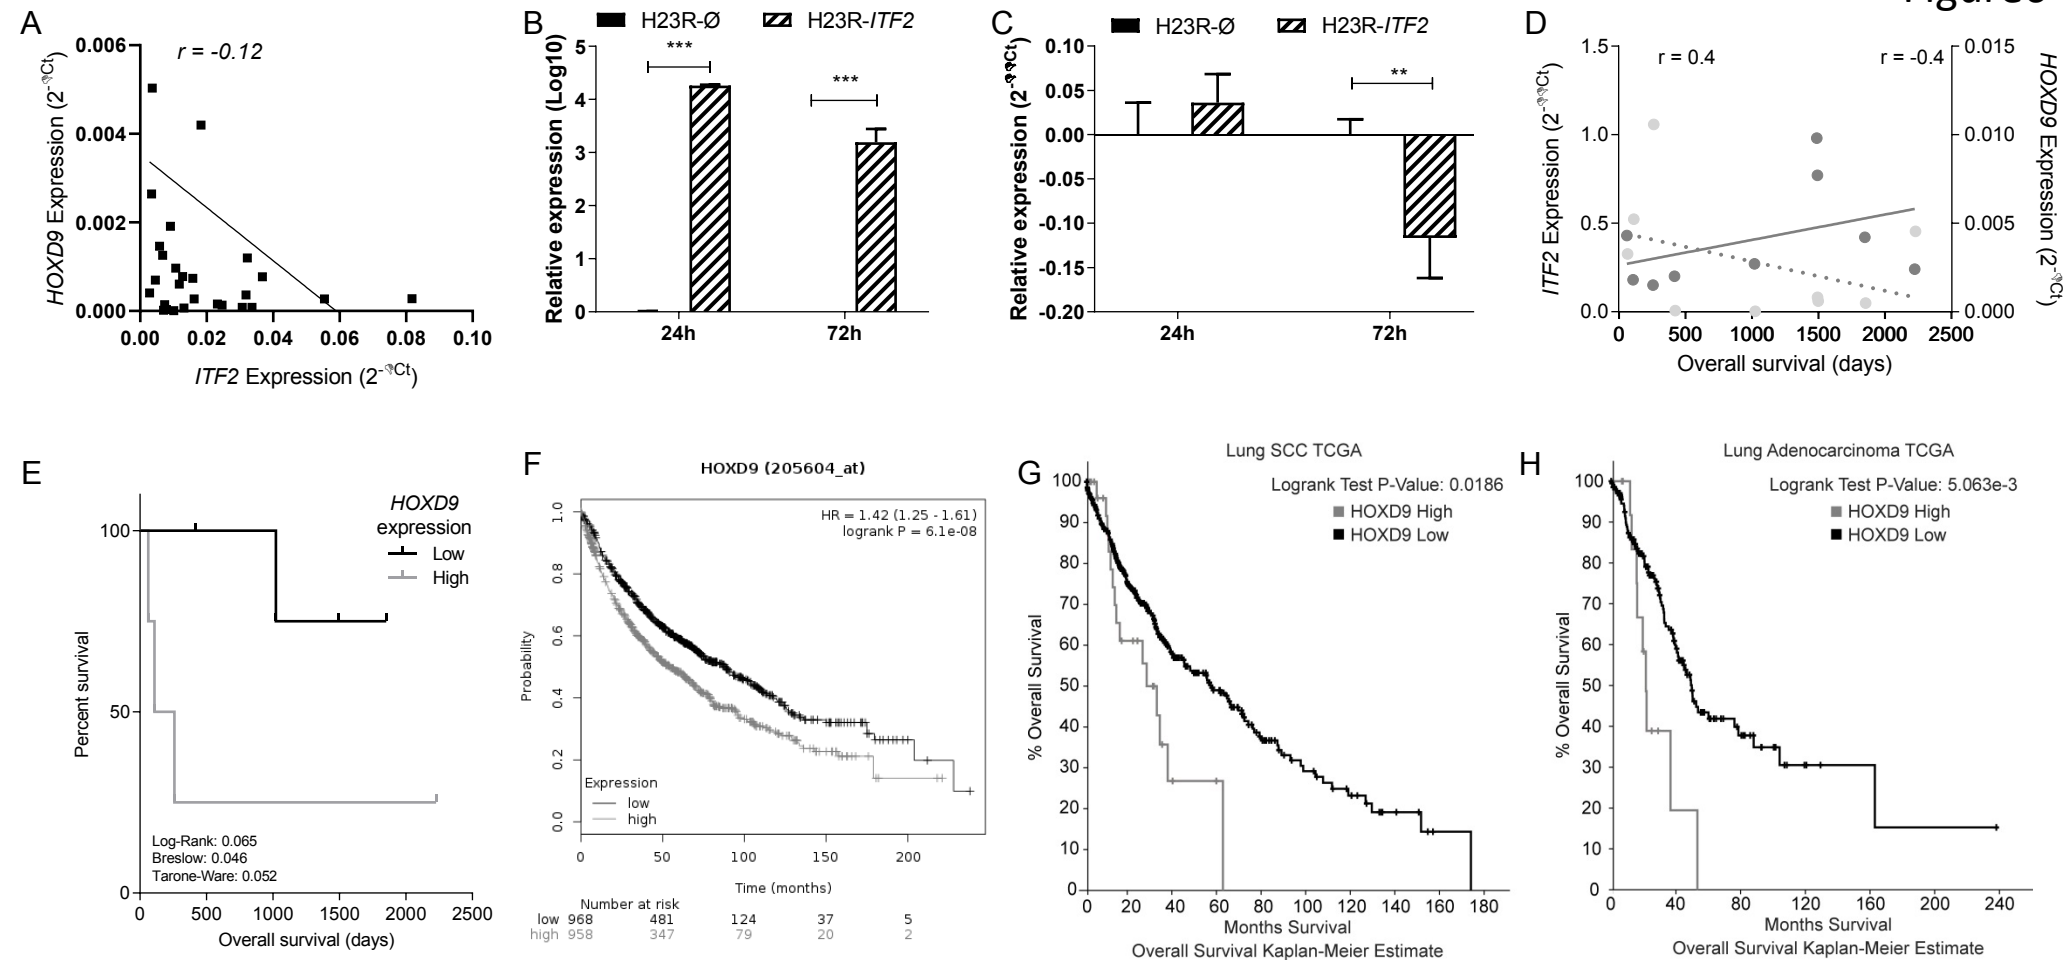 A
r = -0.12
HOXD9 Expression (2-Ct)
0.006
0.004
0.002
0.000
0.00 0.02 0.04 0.06 0.08 0.10
ITF2 Expression (2-Ct)
B
H23R-Ø H23R-ITF2
Relative expression (Log10)
5
4
3
2
1
0
***
***
24h 72h
C
H23R-Ø H23R-ITF2
Relative expression (2-Ct)
0.10
0.05
0.00
-0.05
-0.10
-0.15
-0.20
**
24h 72h
D
r = 0.4 r = -0.4
ITF2 Expression (2-Ct)
1.5
1.0
0.5
0.0
0.015
0.010
0.005
0.000
HOXD9 Expression (2-Ct)
0 500 1000 1500 2000 2500
Overall survival (days)
E
HOXD9
expression
Low
High
Percent survival
100
50
0
Log-Rank: 0.065
Breslow: 0.046
Tarone-Ware: 0.052
0 500 1000 1500 2000 2500
Overall survival (days)
F
HOXD9 (205604_at)
HR = 1.42 (1.25 - 1.61)
logrank P = 6.1e-08
Probability
1.0
0.8
0.6
0.4
0.2
0.0
Expression
low
high
0 50 100 150 200
Time (months)
Number at risk
low 968 481 124 37 5
high 958 347 79 20 2
G
Lung SCC TCGA
Logrank Test P-Value: 0.0186
HOXD9 High
HOXD9 Low
% Overall Survival
100
90
80
70
60
50
40
30
20
10
0
0 20 40 60 80 100 120 140 160 180
Months Survival
Overall Survival Kaplan-Meier Estimate
H
Lung Adenocarcinoma TCGA
Logrank Test P-Value: 5.063e-3
HOXD9 High
HOXD9 Low
% Overall Survival
100
90
80
70
60
50
40
30
20
10
0
0 40 80 120 160 200 240
Months Survival
Overall Survival Kaplan-Meier Estimate